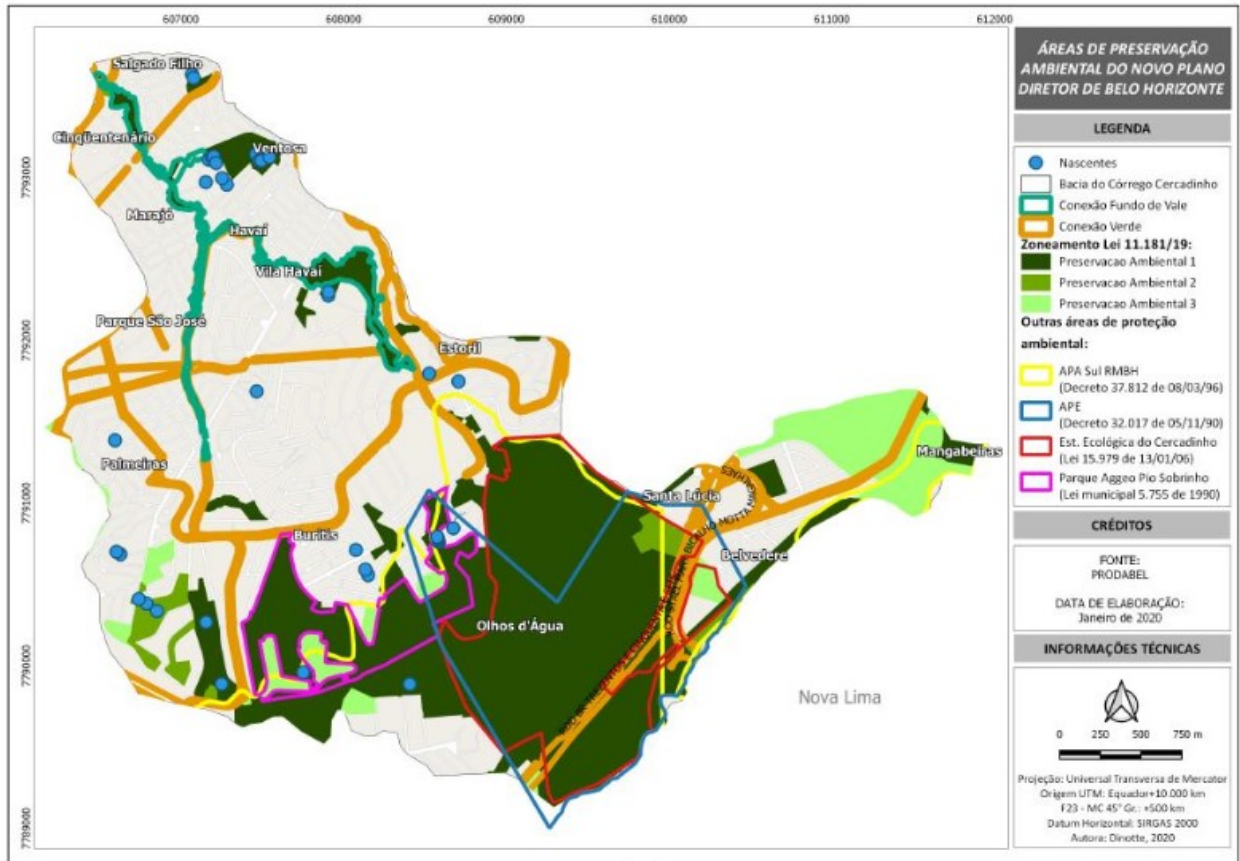 607000
608000
609000
610000
611000
612000
7793000
7792000
7791000
7790000
7789000
Salgado Filho
Cinqüentenário
Ventosa
Marajó
Havaí
Vila Havaí
Parque São José
Estoril
Palmeiras
Mangabeiras
Santa Lúcia
Buritis
Belvedere
Olhos d'Água
Nova Lima
ÁREAS DE PRESERVAÇÃO
AMBIENTAL DO NOVO PLANO
DIRETOR DE BELO HORIZONTE
LEGENDA
Nascentes
Bacia do Córrego Cercadinho
Conexão Fundo de Vale
Conexão Verde
Zoneamento Lei 11.181/19:
Preservacao Ambiental 1
Preservacao Ambiental 2
Preservacao Ambiental 3
Outras áreas de proteção
ambiental:
APA Sul RMBH
(Decreto 37.812 de 08/03/96)
APE
(Decreto 32.017 de 05/11/90)
Est. Ecológica do Cercadinho
(Lei 15.979 de 13/01/06)
Parque Aggeo Pio Sobrinho
(Lei municipal 5.755 de 1990)
CRÉDITOS
FONTE:
PRODABEL
DATA DE ELABORAÇÃO:
Janeiro de 2020
INFORMAÇÕES TÉCNICAS
0 250 500 750 m
Projeção: Universal Transversa de Mercator
Origem UTM: Equador+10.000 km
F23 - MC 45° Gr.: +500 km
Datum Horizontal: SIRGAS 2000
Autora: Dinotte, 2020